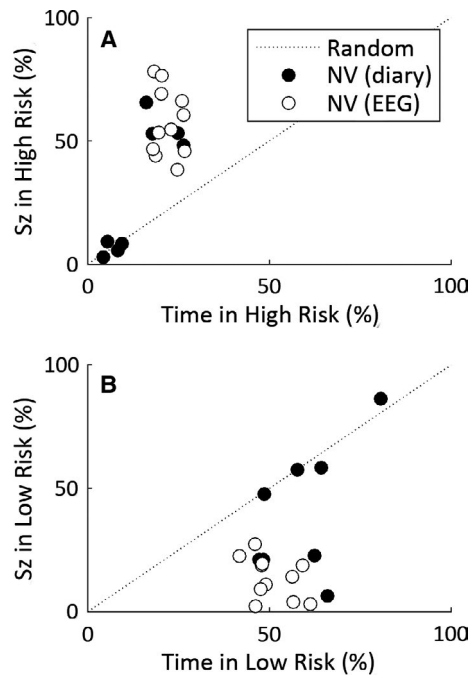 A
Random
NV (diary)
NV (EEG)
100
50
0
Sz in High Risk (%)
0
50
100
Time in High Risk (%)
B
100
50
0
Sz in Low Risk (%)
0
50
100
Time in Low Risk (%)